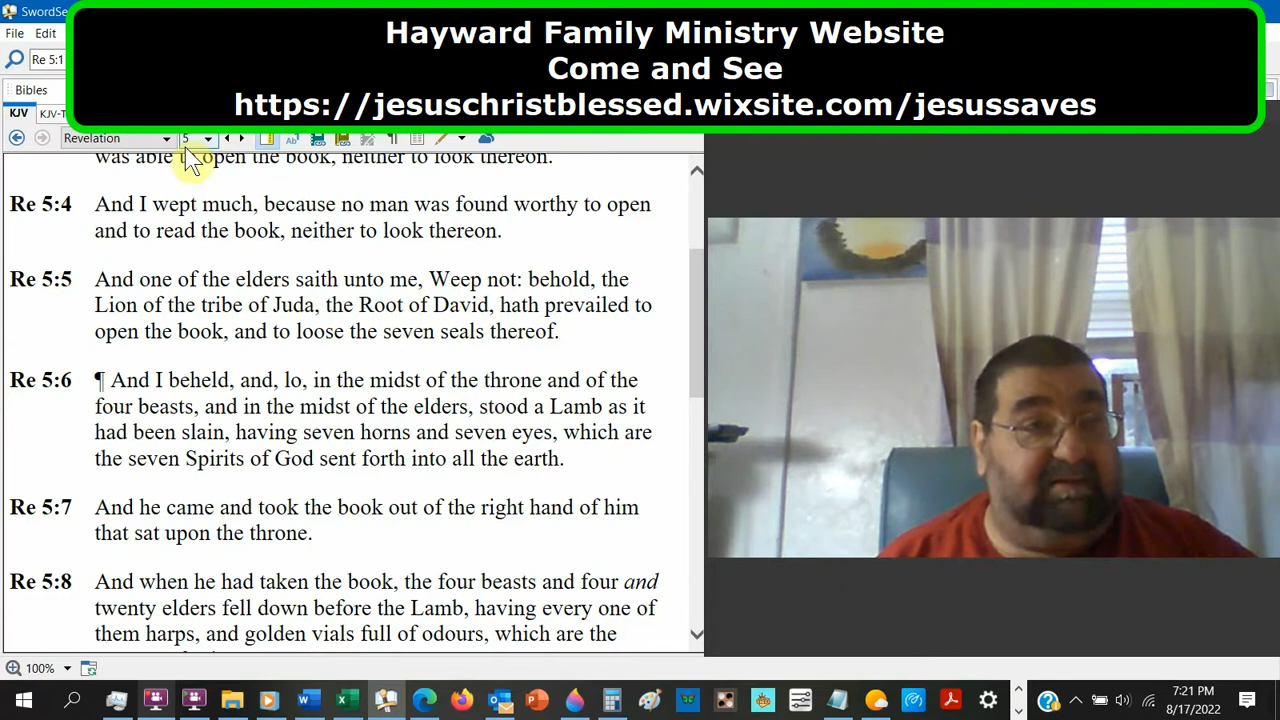 SwordSe
Hayward Family Ministry Website
Come and See
https://jesuschristblessed.wixsite.com/jesussaves
File Edit
Re 5:1
Bibles
KJV KJV-T
Revelation 5
was able to open the book, neither to look thereon.
Re 5:4 And I wept much, because no man was found worthy to open
and to read the book, neither to look thereon.
Re 5:5 And one of the elders saith unto me, Weep not: behold, the
Lion of the tribe of Juda, the Root of David, hath prevailed to
open the book, and to loose the seven seals thereof.
Re 5:6 ¶ And I beheld, and, lo, in the midst of the throne and of the
four beasts, and in the midst of the elders, stood a Lamb as it
had been slain, having seven horns and seven eyes, which are
the seven Spirits of God sent forth into all the earth.
Re 5:7 And he came and took the book out of the right hand of him
that sat upon the throne.
Re 5:8 And when he had taken the book, the four beasts and four and
twenty elders fell down before the Lamb, having every one of
them harps, and golden vials full of odours, which are the
100%
7:21 PM
8/17/2022